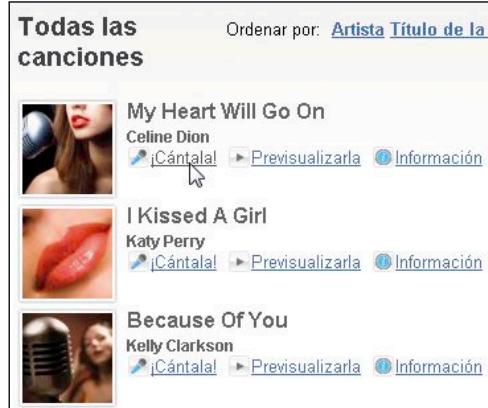 Todas las
canciones
Ordenar por: Artista Título de la
My Heart Will Go On
Celine Dion
¡Cántala! Previsualizarla Información
I Kissed A Girl
Katy Perry
¡Cántala! Previsualizarla Información
Because Of You
Kelly Clarkson
¡Cántala! Previsualizarla Información